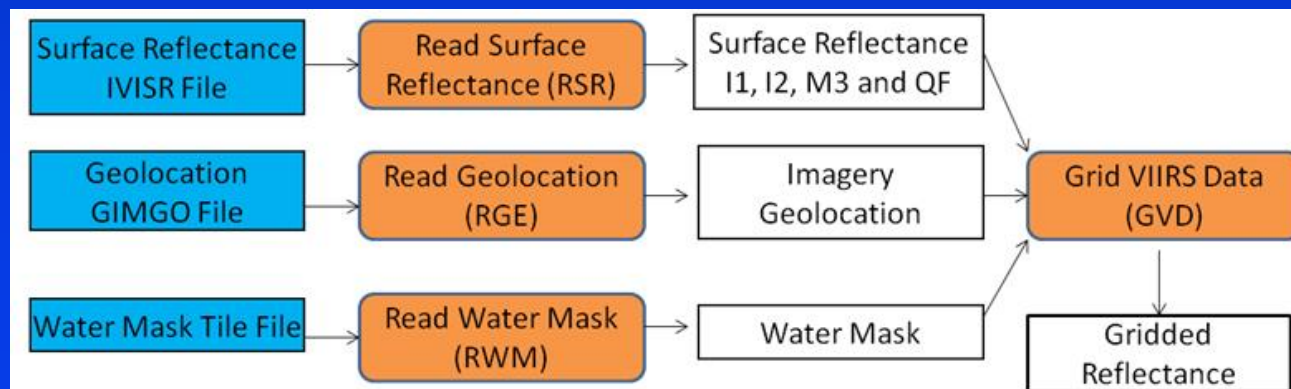 Surface Reflectance
IVISR File
Read Surface
Reflectance (RSR)
Surface Reflectance
I1, I2, M3 and QF
Geolocation
GIMGO File
Read Geolocation
(RGE)
Imagery
Geolocation
Grid VIIRS Data
(GVD)
Water Mask Tile File
Read Water Mask
(RWM)
Water Mask
Gridded
Reflectance